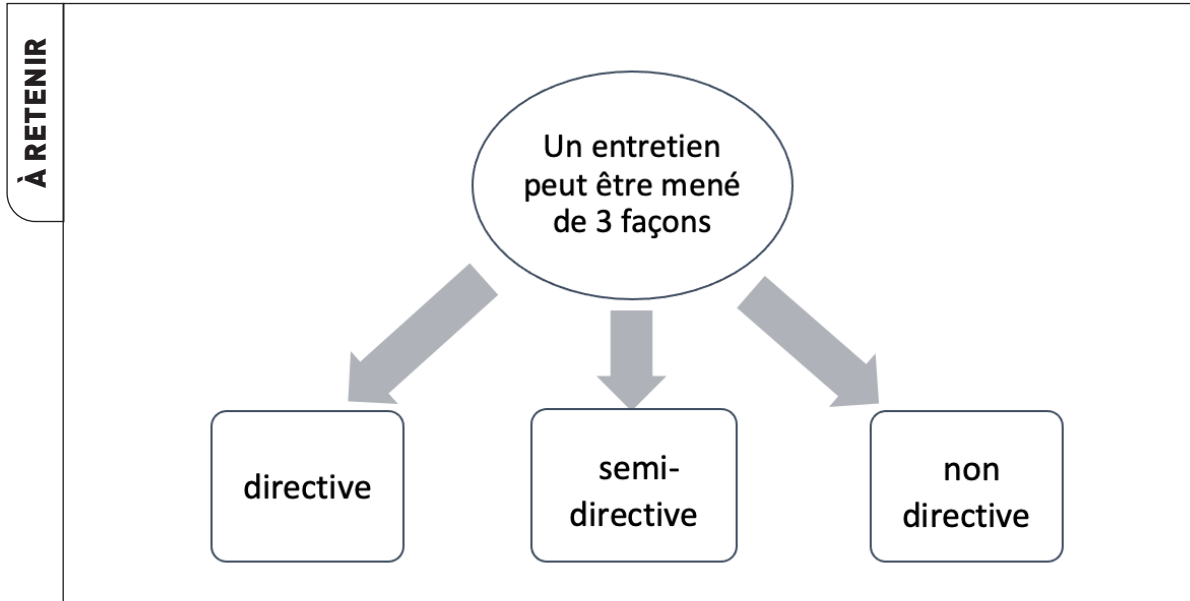 À RETENIR
Un entretien
peut être mené
de 3 façons
directive
semi-
directive
non
directive